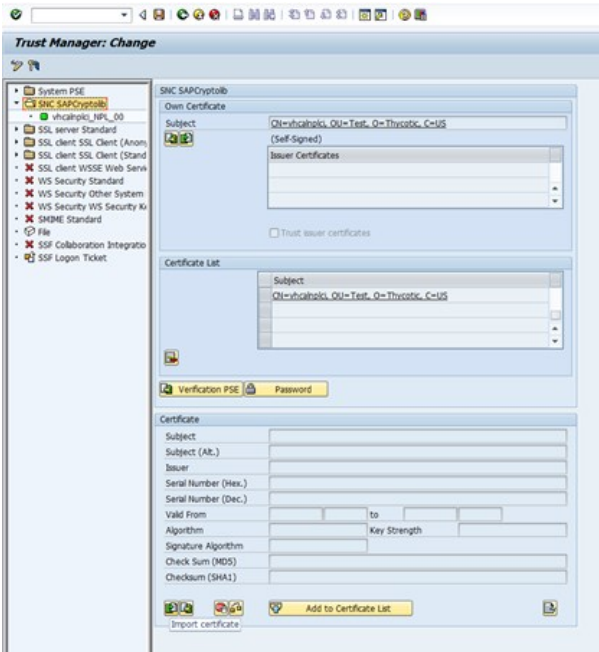 Trust Manager: Change
System PSE
SNC SAPCryptolib
vhcalnplci_NPL_00
SSL server Standard
SSL client SSL Client (Anony
SSL client SSL Client (Stand
SSL client WSSE Web Servi
WS Security Standard
WS Security Other System
WS Security WS Security Ke
SMIME Standard
File
SSF Collaboration Integratio
SSF Logon Ticket
SNC SAPCryptolib
Own Certificate
Subject CN=vhcalnplci, OU=Test, O=Thycotic, C=US
(Self-Signed)
Issuer Certificates
Trust issuer certificates
Certificate List
Subject
CN=vhcalnplci, OU=Test, O=Thycotic, C=US
Verification PSE Password
Certificate
Subject
Subject (Alt.)
Issuer
Serial Number (Hex.)
Serial Number (Dec.)
Valid From to
Algorithm Key Strength
Signature Algorithm
Check Sum (MD5)
Checksum (SHA1)
Add to Certificate List
Import certificate